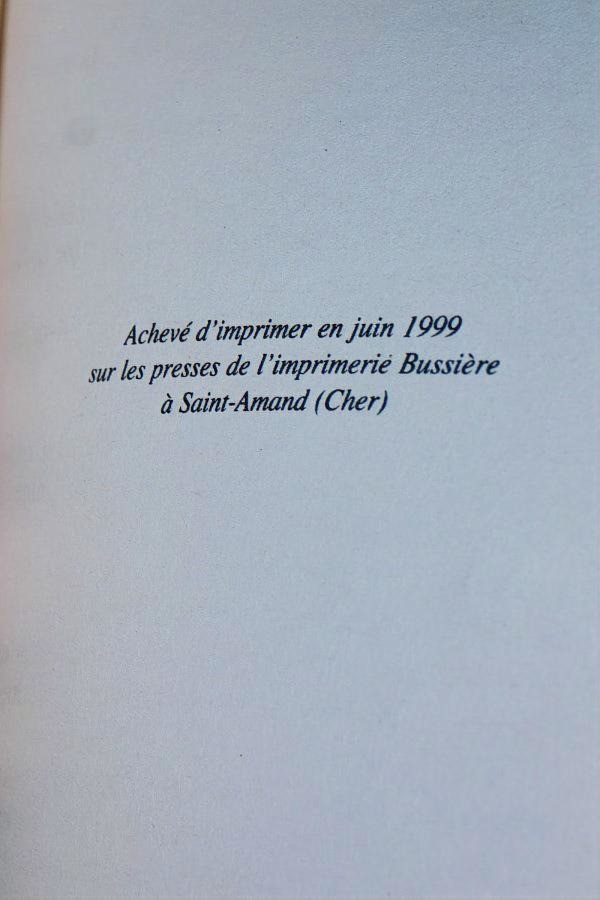 Achevé d'imprimer en juin 1999
sur les presses de l'imprimerie Bussière
à Saint-Amand (Cher)